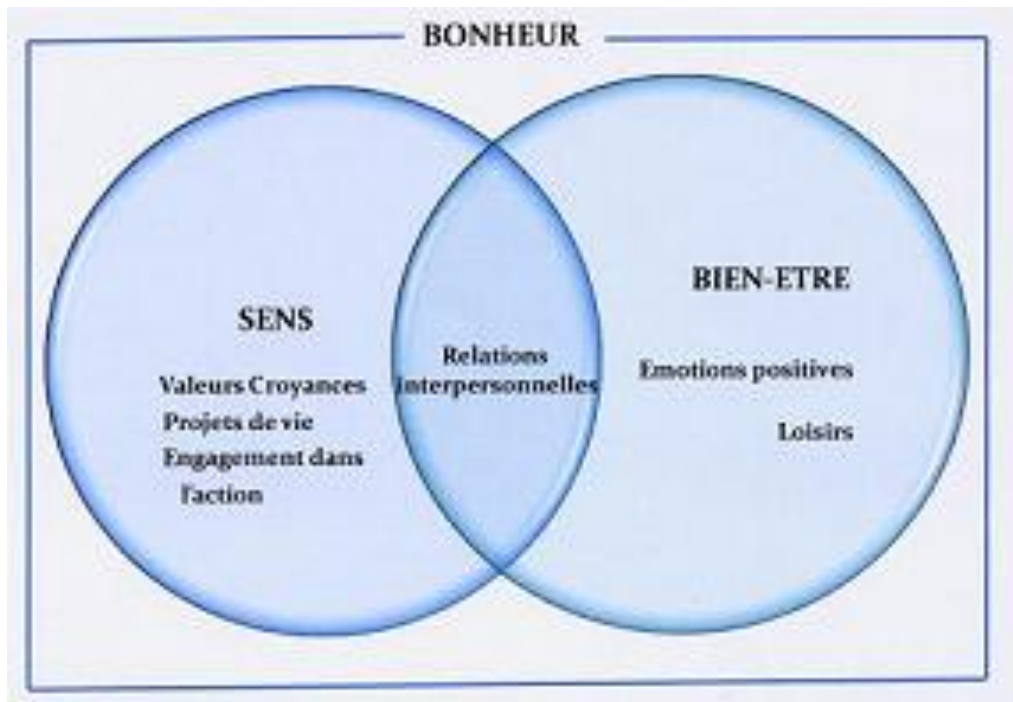 BONHEUR
SENS
Valeurs Croyances
Projets de vie
Engagement dans
l'action
Relations
interpersonnelles
BIEN-ETRE
Emotions positives
Loisirs